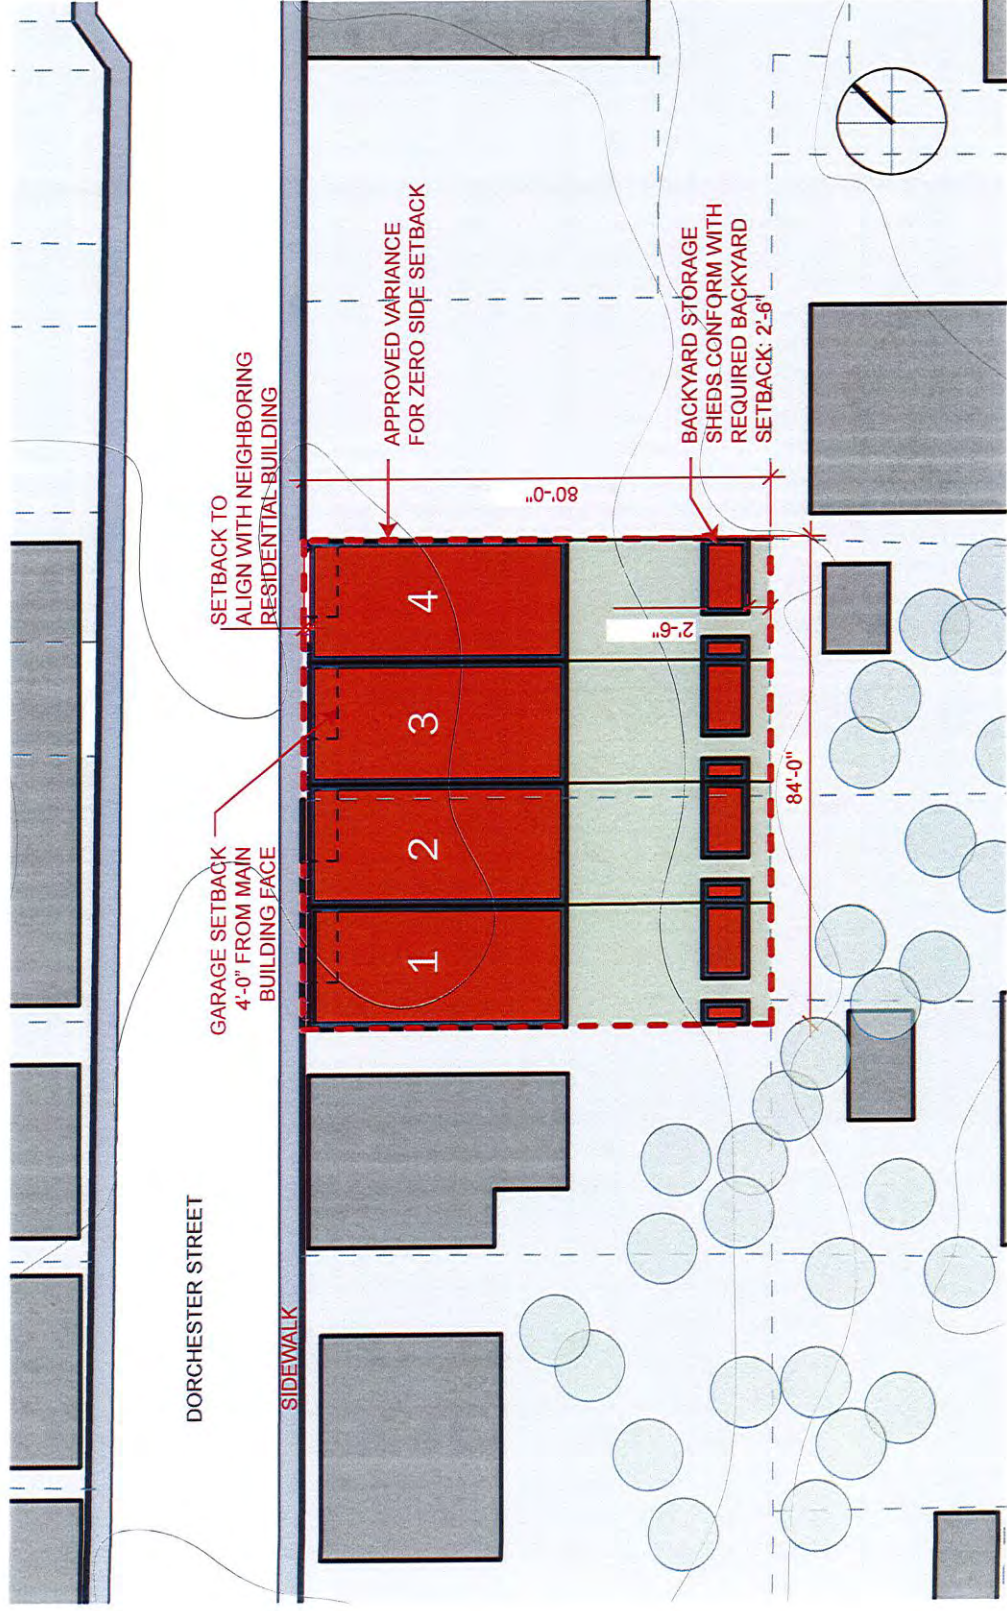 DORCHESTER STREET
SIDEWALK
GARAGE SETBACK
4'-0" FROM MAIN
BUILDING FACE
SETBACK TO
ALIGN WITH NEIGHBORING
RESIDENTIAL BUILDING
APPROVED VARIANCE
FOR ZERO SIDE SETBACK
1
2
3
4
80'-0"
2'-6"
84'-0"
BACKYARD STORAGE
SHEDS CONFORM WITH
REQUIRED BACKYARD
SETBACK: 2'-6"